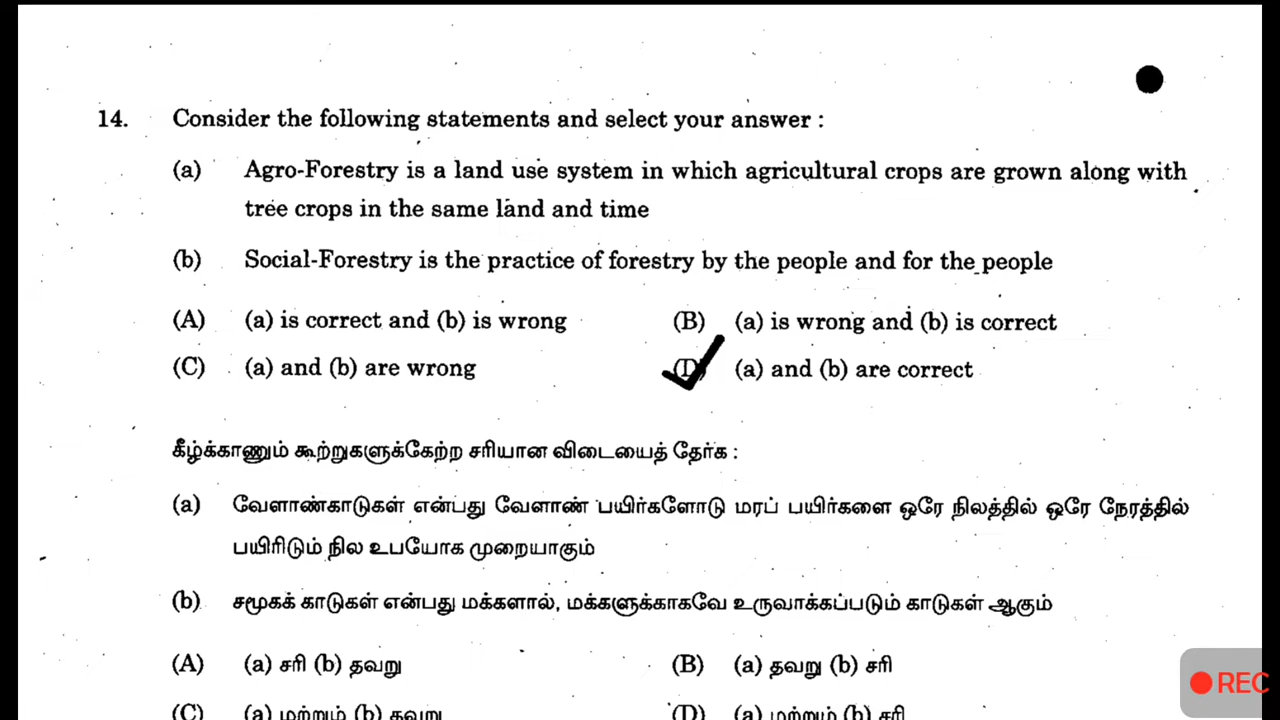 14. Consider the following statements and select your answer :
(a) Agro-Forestry is a land use system in which agricultural crops are grown along with
tree crops in the same land and time
(b) Social-Forestry is the practice of forestry by the people and for the people
(A) (a) is correct and (b) is wrong (B) (a) is wrong and (b) is correct
(C) (a) and (b) are wrong (D) (a) and (b) are correct
கீழ்க்காணும் கூற்றுகளுக்கேற்ற சரியான விடையைத் தேர்க :
(a) வேளாண்காடுகள் என்பது வேளாண் பயிர்களோடு மரப் பயிர்களை ஒரே நிலத்தில் ஒரே நேரத்தில்
பயிரிடும் நில உபயோக முறையாகும்
(b) சமூகக் காடுகள் என்பது மக்களால், மக்களுக்காகவே உருவாக்கப்படும் காடுகள் ஆகும்
(A) (a) சரி (b) தவறு (B) (a) தவறு (b) சரி
(C) (a) மற்றும் (b) தவறு (D) (a) மற்றும் (b) சரி
REC